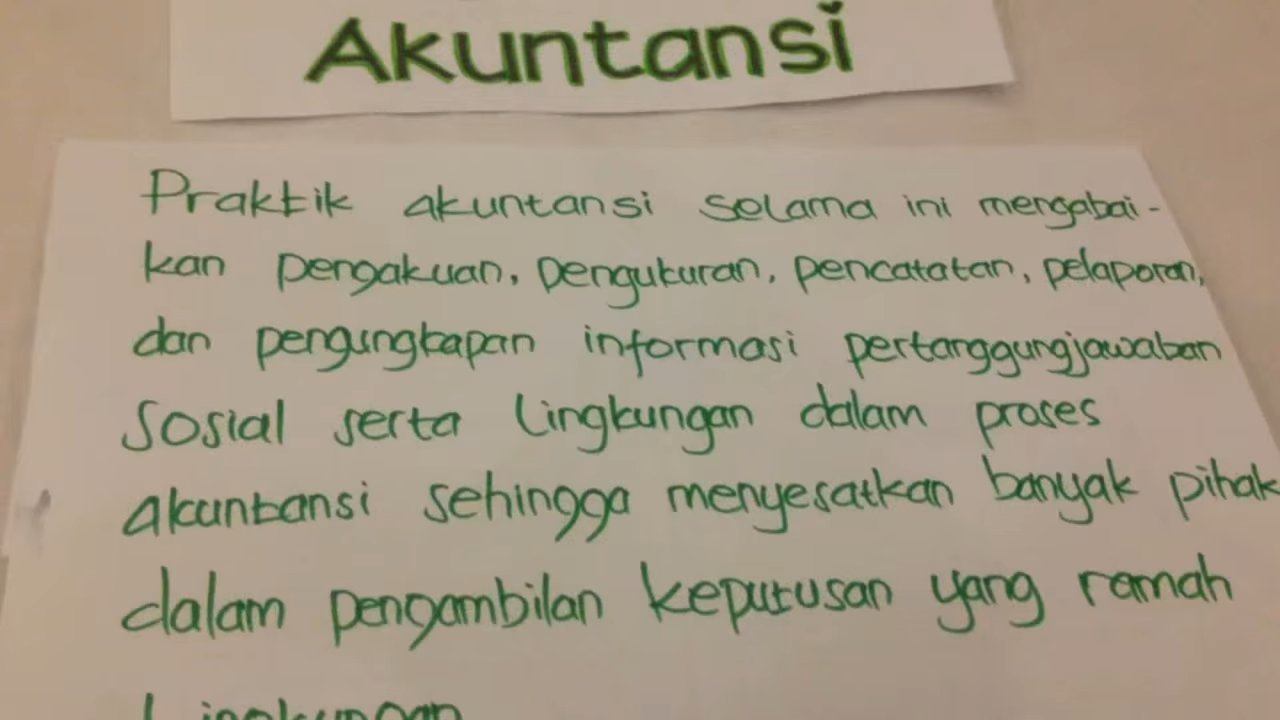 Akuntansi
Praktik akuntansi selama ini mengabai-
kan pengakuan, pengukuran, pencatatan, pelaporan,
dan pengungkapan informasi pertanggungjawaban
sosial serta lingkungan dalam proses
akuntansi sehingga menyesatkan banyak pihak
dalam pengambilan keputusan yang ramah
Lingkungan